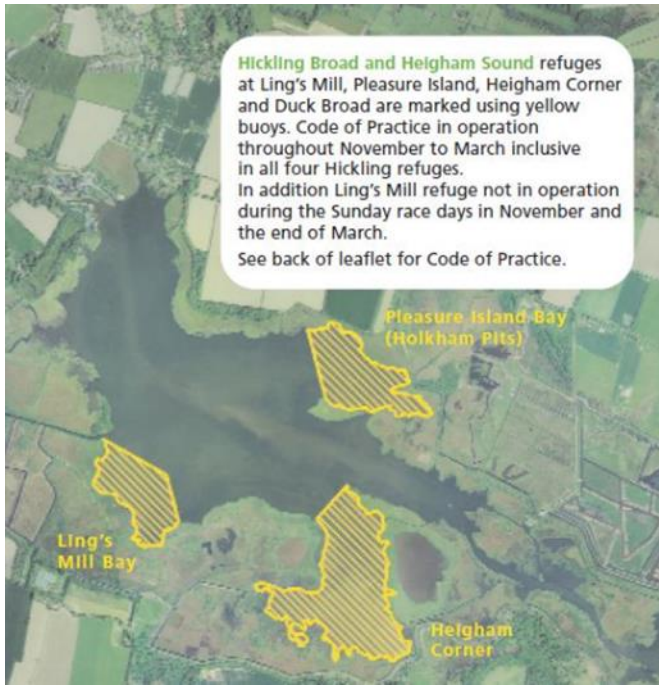 Hickling Broad and Heigham Sound refuges
at Ling's Mill, Pleasure Island, Heigham Corner
and Duck Broad are marked using yellow
buoys. Code of Practice in operation
throughout November to March inclusive
in all four Hickling refuges.
In addition Ling's Mill refuge not in operation
during the Sunday race days in November and
the end of March.
See back of leaflet for Code of Practice.
Pleasure Island Bay
(Holkham Pits)
Ling's
Mill Bay
Heigham
Corner